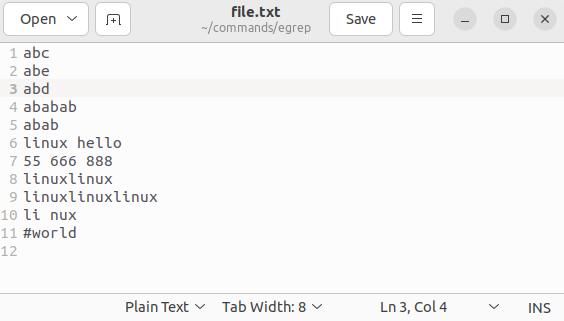 Open
file.txt
~/commands/egrep
Save
1 abc
2 abe
3 abd
4 ababab
5 abab
6 linux hello
7 55 666 888
8 linuxlinux
9 linuxlinuxlinux
10 li nux
11 #world
12
Plain Text Tab Width: 8 Ln 3, Col 4 INS